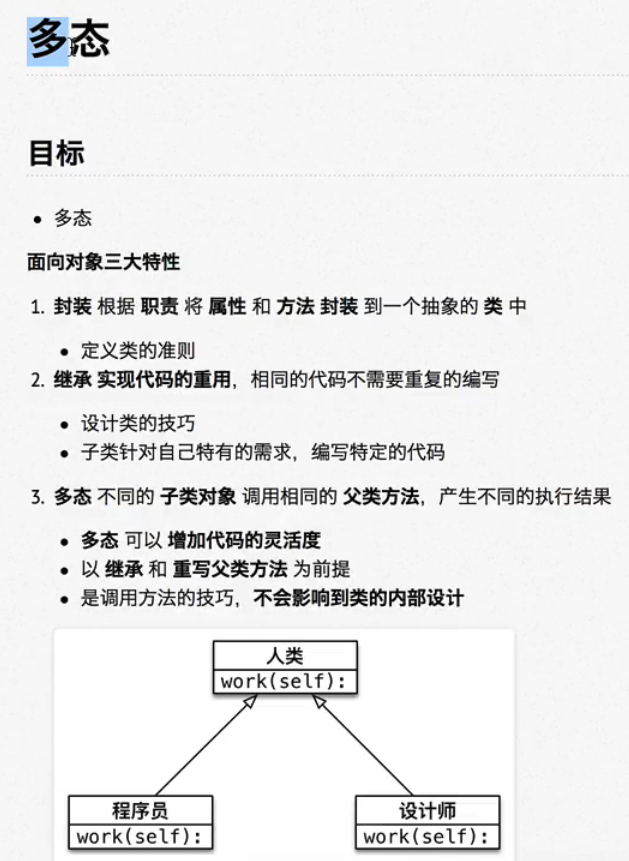 多态
目标
• 多态
面向对象三大特性
1. 封装 根据 职责 将 属性 和 方法 封装 到一个抽象的 类 中
• 定义类的准则
2. 继承 实现代码的重用，相同的代码不需要重复的编写
• 设计类的技巧
• 子类针对自己特有的需求，编写特定的代码
3. 多态 不同的 子类对象 调用相同的 父类方法，产生不同的执行结果
• 多态 可以 增加代码的灵活度
• 以 继承 和 重写父类方法 为前提
• 是调用方法的技巧，不会影响到类的内部设计
人类
work(self):
程序员 设计师
work(self): work(self):